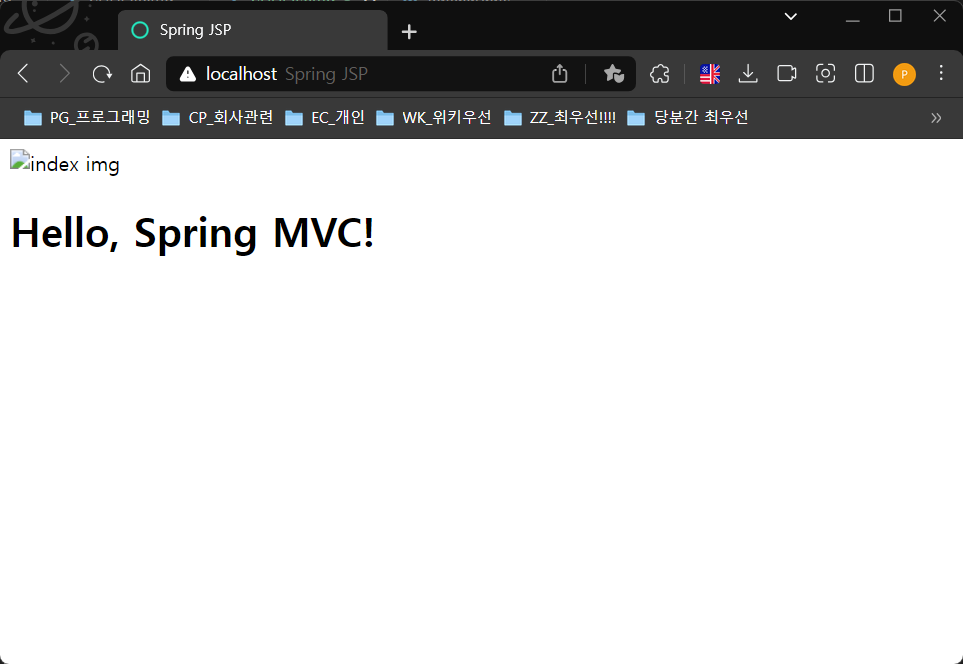 Spring JSP
localhost Spring JSP
P
PG_프로그래밍 CP_회사관련 EC_개인 WK_위키우선 ZZ_최우선!!!! 당분간 최우선
index img
Hello, Spring MVC!